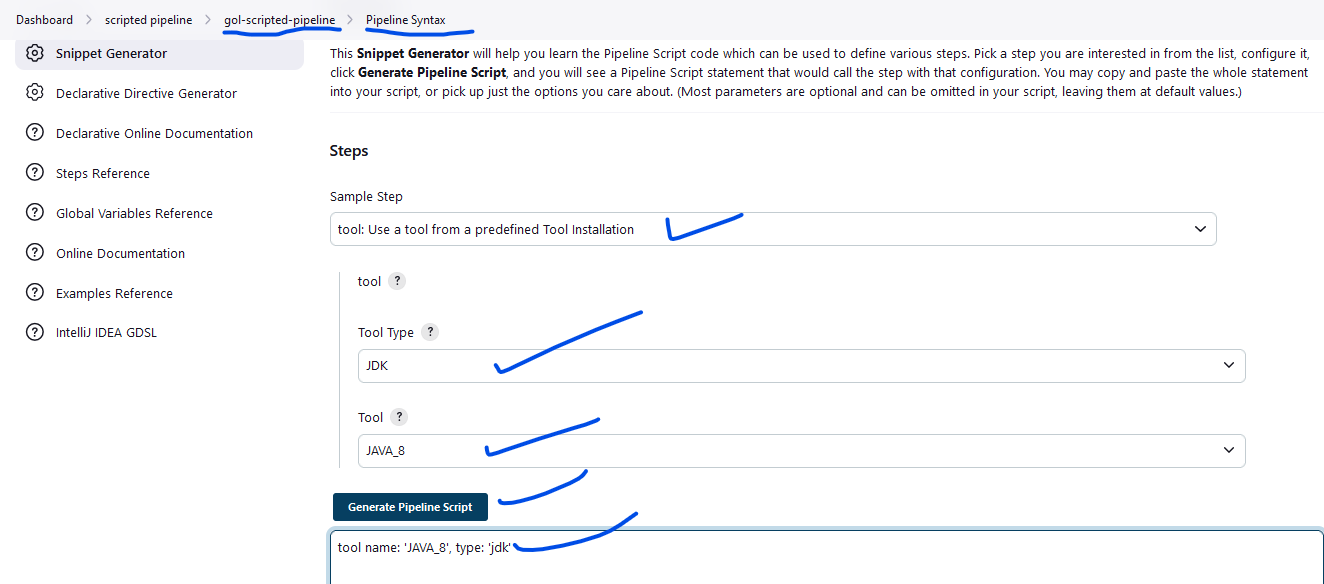 Dashboard > scripted pipeline > gol-scripted-pipeline > Pipeline Syntax
Snippet Generator
Declarative Directive Generator
? Declarative Online Documentation
? Steps Reference
? Global Variables Reference
? Online Documentation
? Examples Reference
? IntelliJ IDEA GDSL
This Snippet Generator will help you learn the Pipeline Script code which can be used to define various steps. Pick a step you are interested in from the list, configure it,
click Generate Pipeline Script, and you will see a Pipeline Script statement that would call the step with that configuration. You may copy and paste the whole statement
into your script, or pick up just the options you care about. (Most parameters are optional and can be omitted in your script, leaving them at default values.)
Steps
Sample Step
tool: Use a tool from a predefined Tool Installation
tool ?
Tool Type ?
JDK
Tool ?
JAVA_8
Generate Pipeline Script
tool name: 'JAVA_8', type: 'jdk'